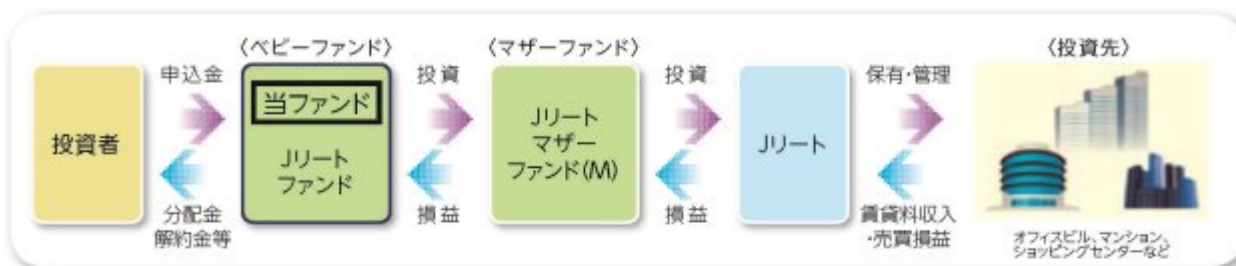 〈ベビーファンド〉
〈マザーファンド〉
〈投資先〉
投資者
申込金
分配金
解約金等
当ファンド
Jリート
ファンド
投資
損益
Jリート
マザー
ファンド(M)
投資
損益
Jリート
保有・管理
賃貸料収入
・売買損益
オフィスビル、マンション、
ショッピングセンターなど